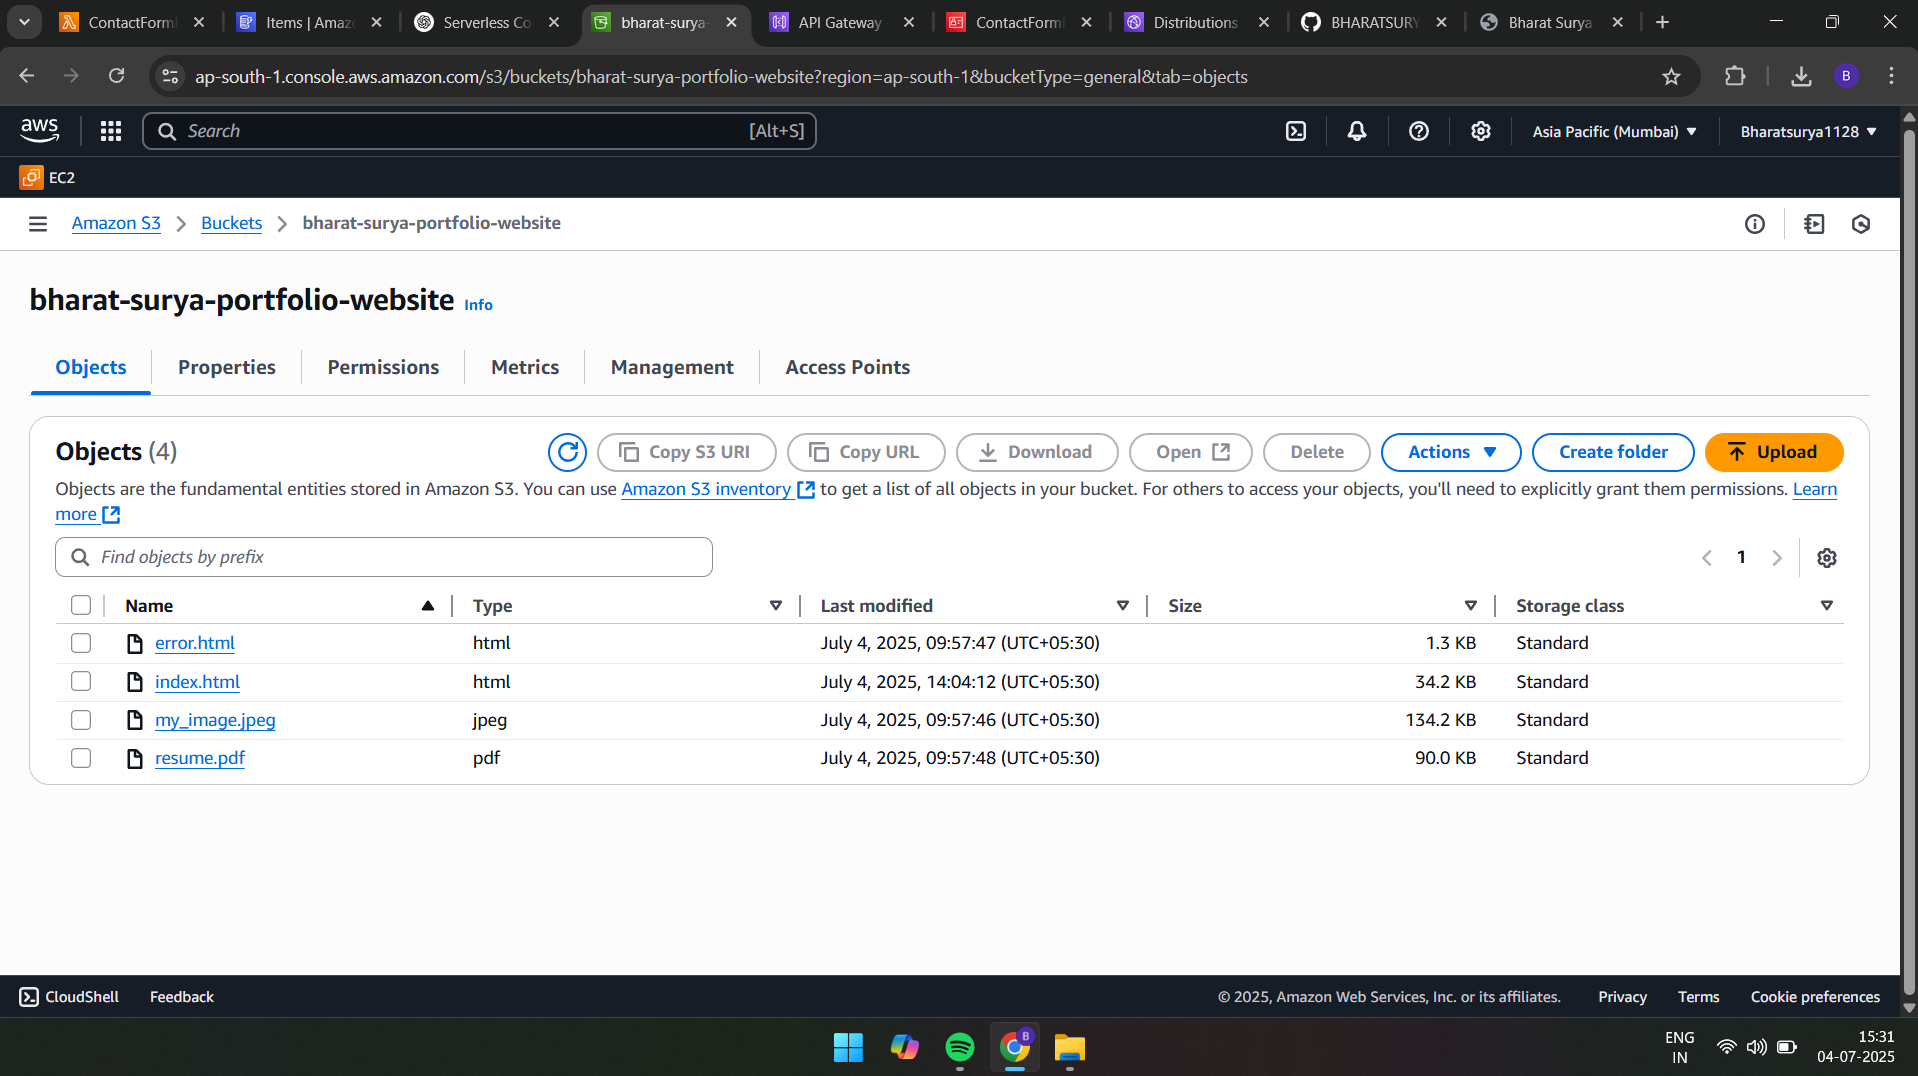 ContactForm
Items | Amaz
Serverless Co
bharat-surya-
API Gateway
ContactForm
Distributions
BHARATSURY
Bharat Surya
ap-south-1.console.aws.amazon.com/s3/buckets/bharat-surya-portfolio-website?region=ap-south-1&bucketType=general&tab=objects
B
aws
Search
[Alt+S]
Asia Pacific (Mumbai)
Bharatsurya1128
EC2
Amazon S3
Buckets
bharat-surya-portfolio-website
bharat-surya-portfolio-website Info
Objects
Properties
Permissions
Metrics
Management
Access Points
Objects (4)
Copy S3 URI
Copy URL
Download
Open
Delete
Actions
Create folder
Upload
Objects are the fundamental entities stored in Amazon S3. You can use Amazon S3 inventory to get a list of all objects in your bucket. For others to access your objects, you'll need to explicitly grant them permissions. Learn
more
Find objects by prefix
1
Name Type Last modified Size Storage class
error.html html July 4, 2025, 09:57:47 (UTC+05:30) 1.3 KB Standard
index.html html July 4, 2025, 14:04:12 (UTC+05:30) 34.2 KB Standard
my_image.jpeg jpeg July 4, 2025, 09:57:46 (UTC+05:30) 134.2 KB Standard
resume.pdf pdf July 4, 2025, 09:57:48 (UTC+05:30) 90.0 KB Standard
CloudShell
Feedback
© 2025, Amazon Web Services, Inc. or its affiliates.
Privacy
Terms
Cookie preferences
B
ENG
IN
15:31
04-07-2025